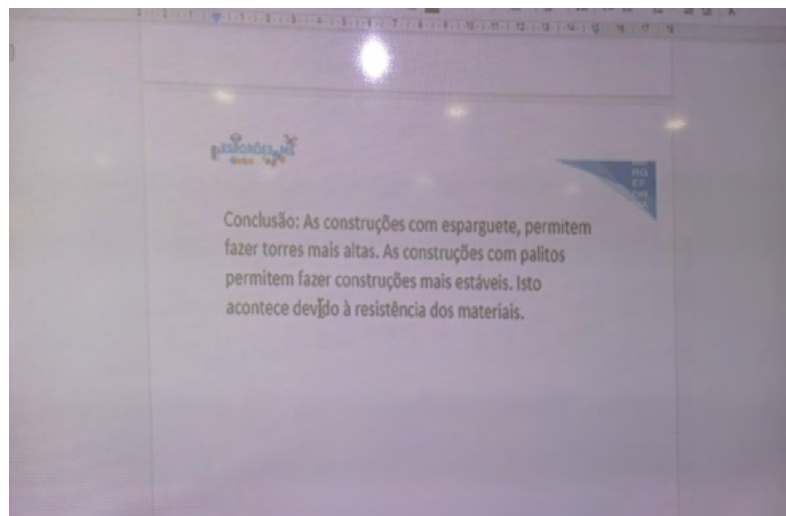 ESPORÕES
Conclusão: As construções com esparguete, permitem
fazer torres mais altas. As construções com palitos
permitem fazer construções mais estáveis. Isto
acontece devido à resistência dos materiais.